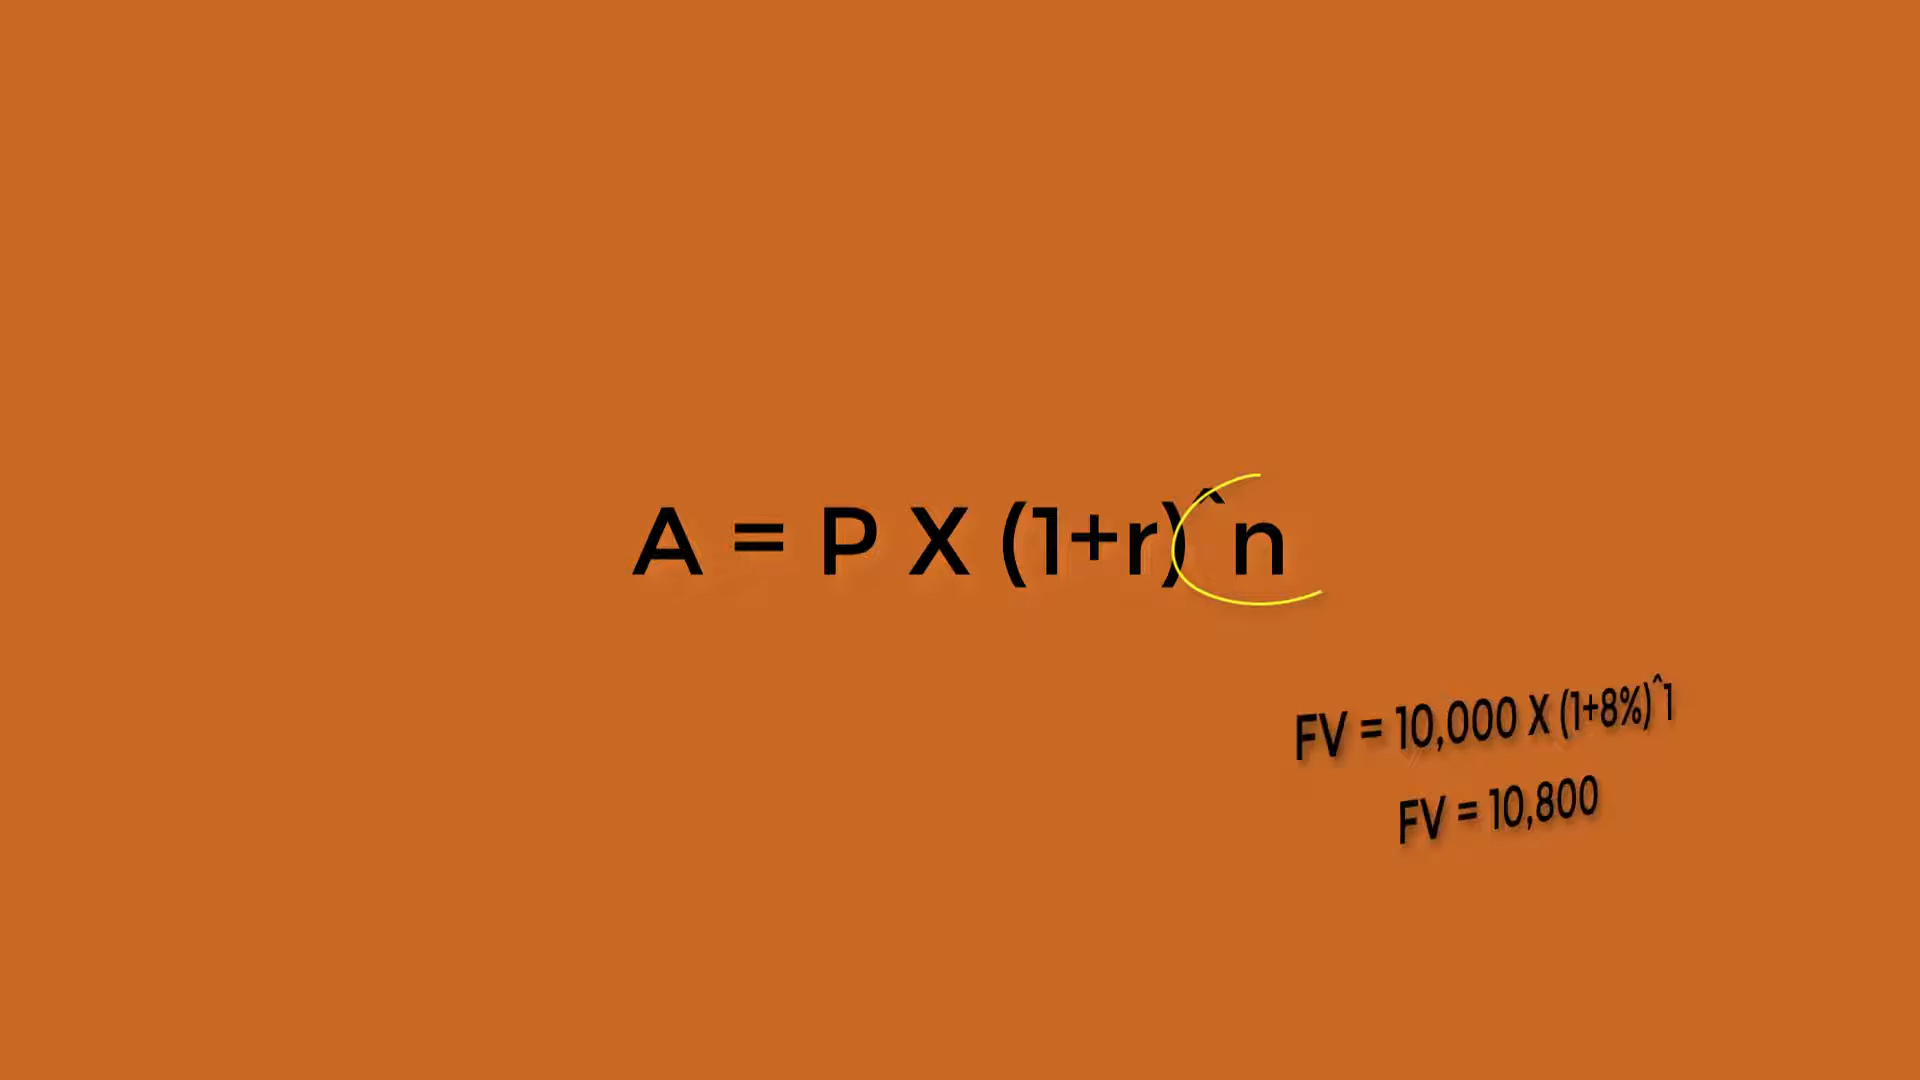 A = P X (1+r)^n
FV = 10,000 X (1+8%)^1
FV = 10,800